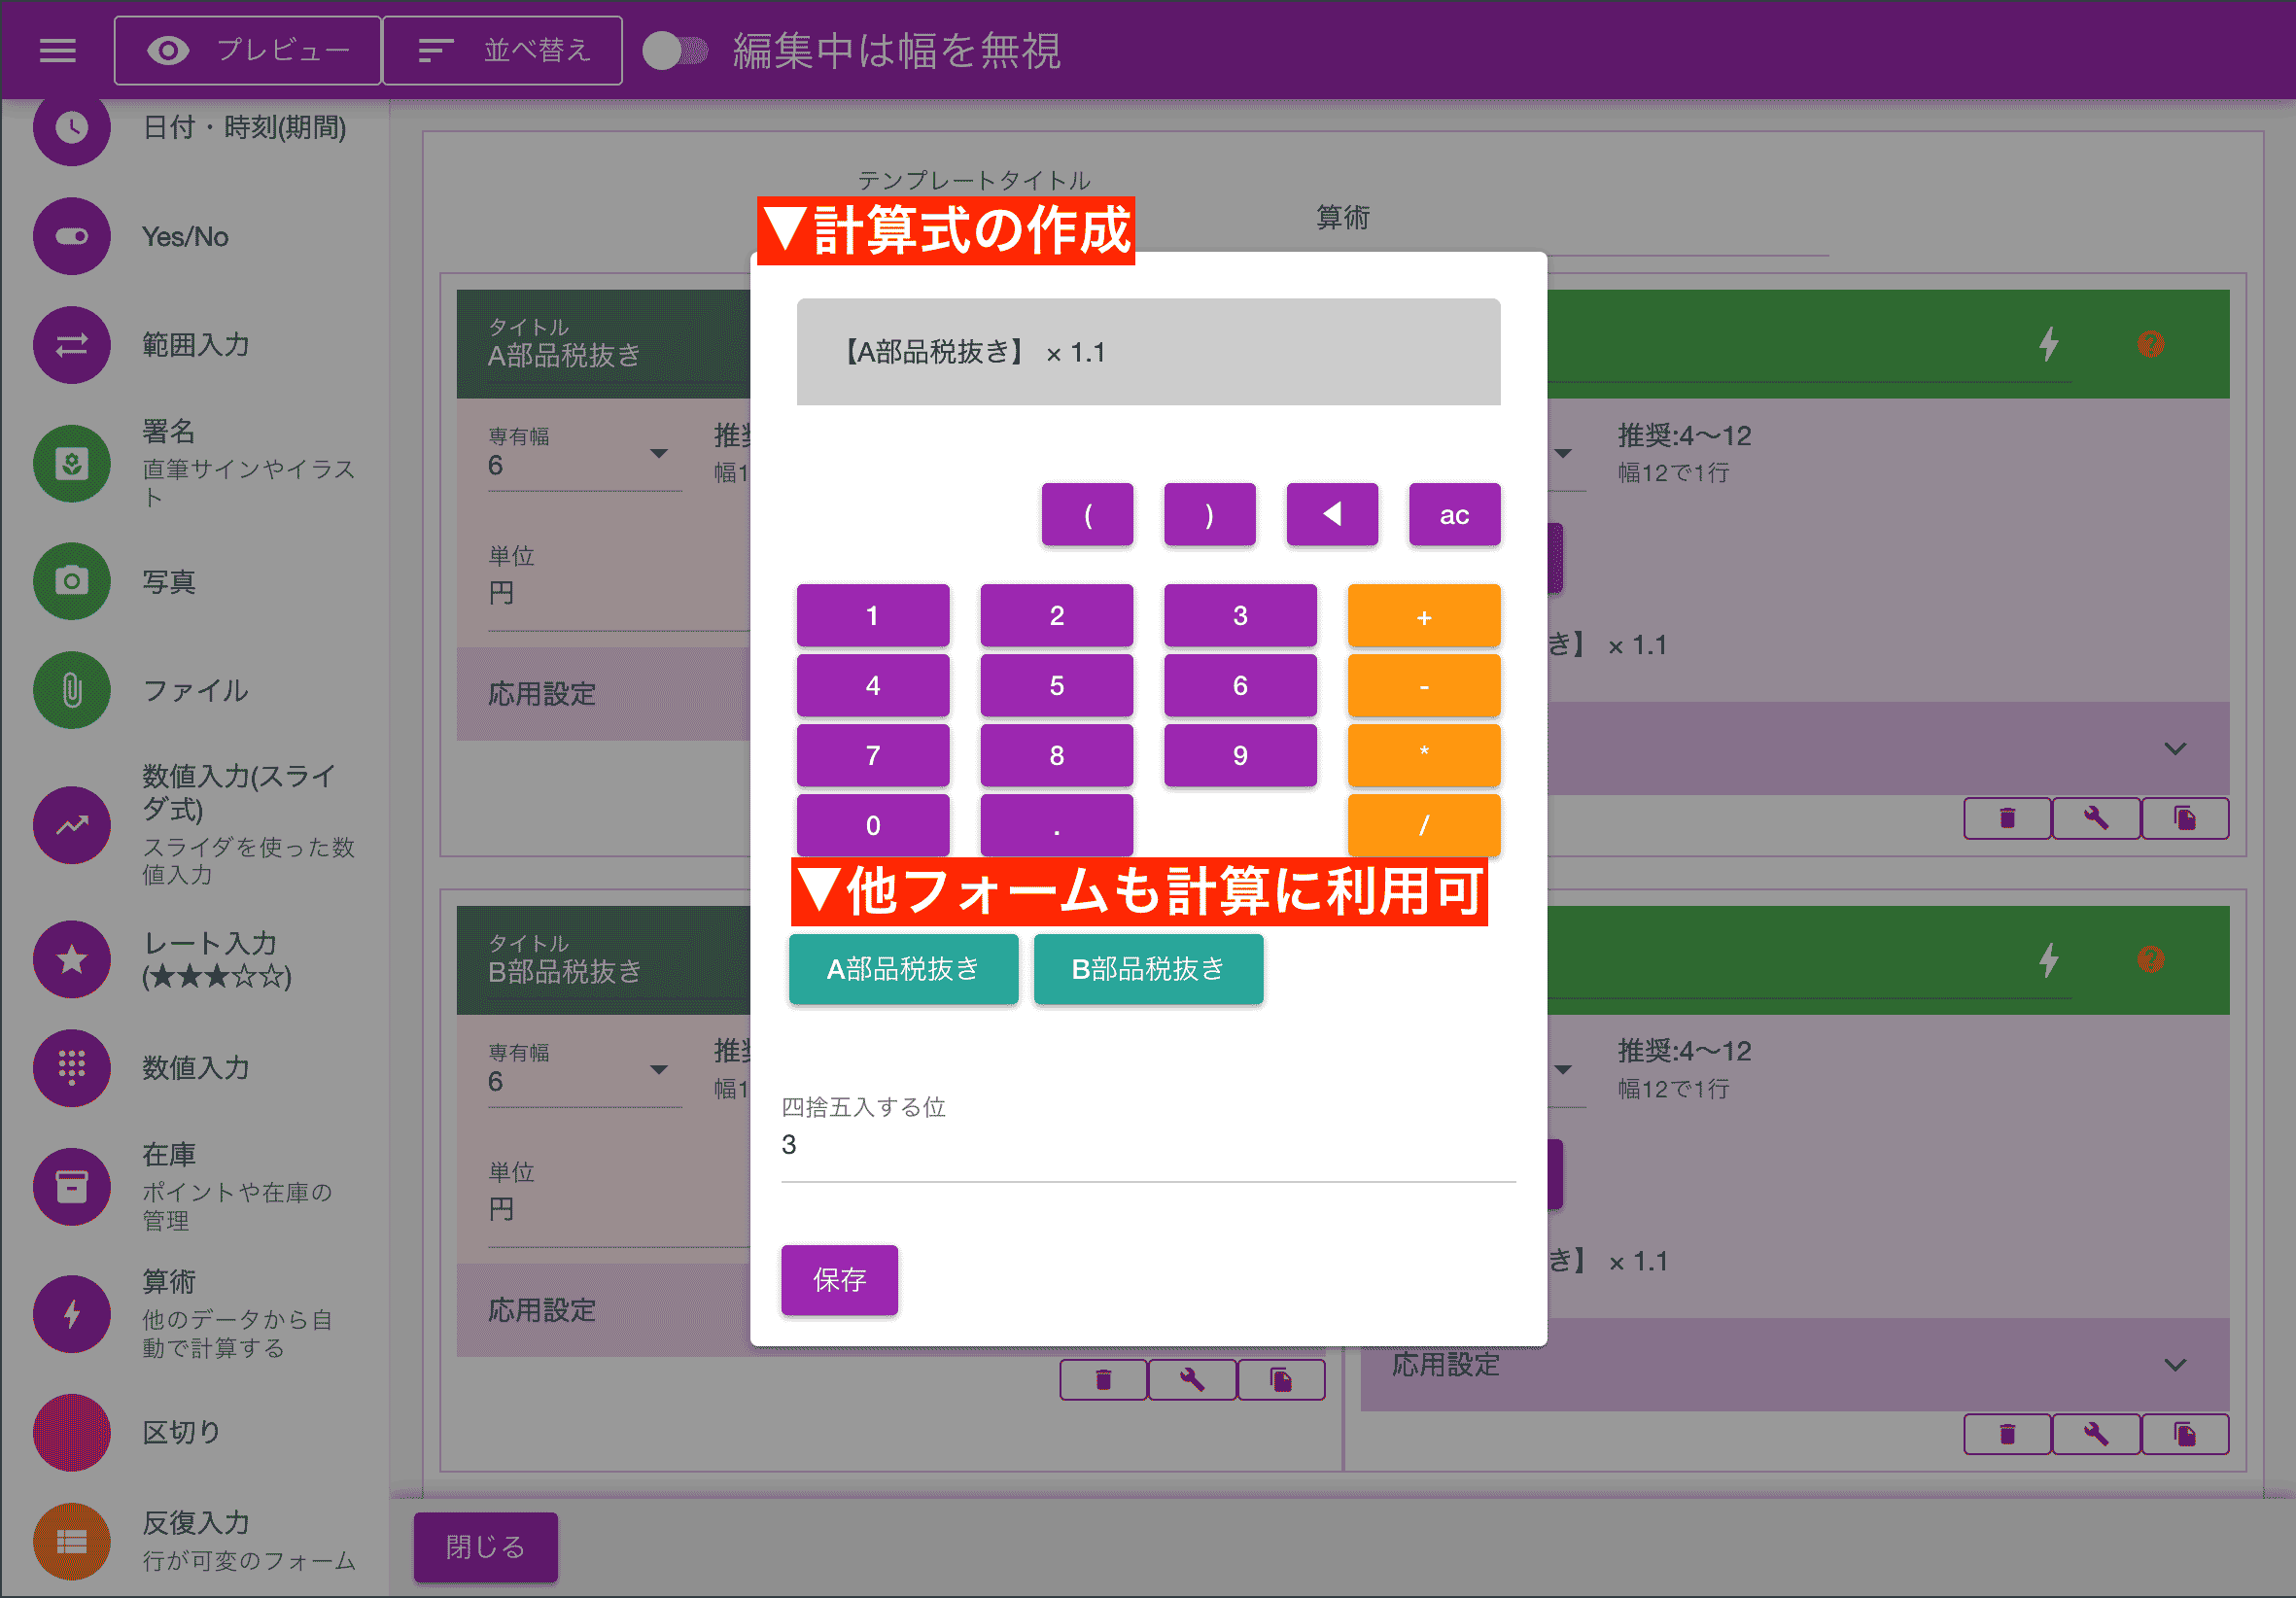 プレビュー
並べ替え
編集中は幅を無視
日付・時刻(期間)
Yes/No
範囲入力
署名
直筆サインやイラス
ト
写真
ファイル
数値入力(スライ
ダ式)
スライダを使った数
値入力
レート入力
(★★★☆☆)
数値入力
在庫
ポイントや在庫の
管理
算術
他のデータから自
動で計算する
区切り
反復入力
行が可変のフォーム
テンプレートタイトル
算術
タイトル
A部品税抜き
専有幅
6
推奨
幅1
単位
円
応用設定
推奨:4〜12
幅12で1行
き】 × 1.1
タイトル
B部品税抜き
専有幅
6
推奨
幅1
単位
円
応用設定
推奨:4〜12
幅12で1行
き】 × 1.1
応用設定
▼計算式の作成
【A部品税抜き】 × 1.1
( ) ◀ ac
1 2 3 +
4 5 6 -
7 8 9 *
0 . /
▼他フォームも計算に利用可
A部品税抜き B部品税抜き
四捨五入する位
3
保存
閉じる